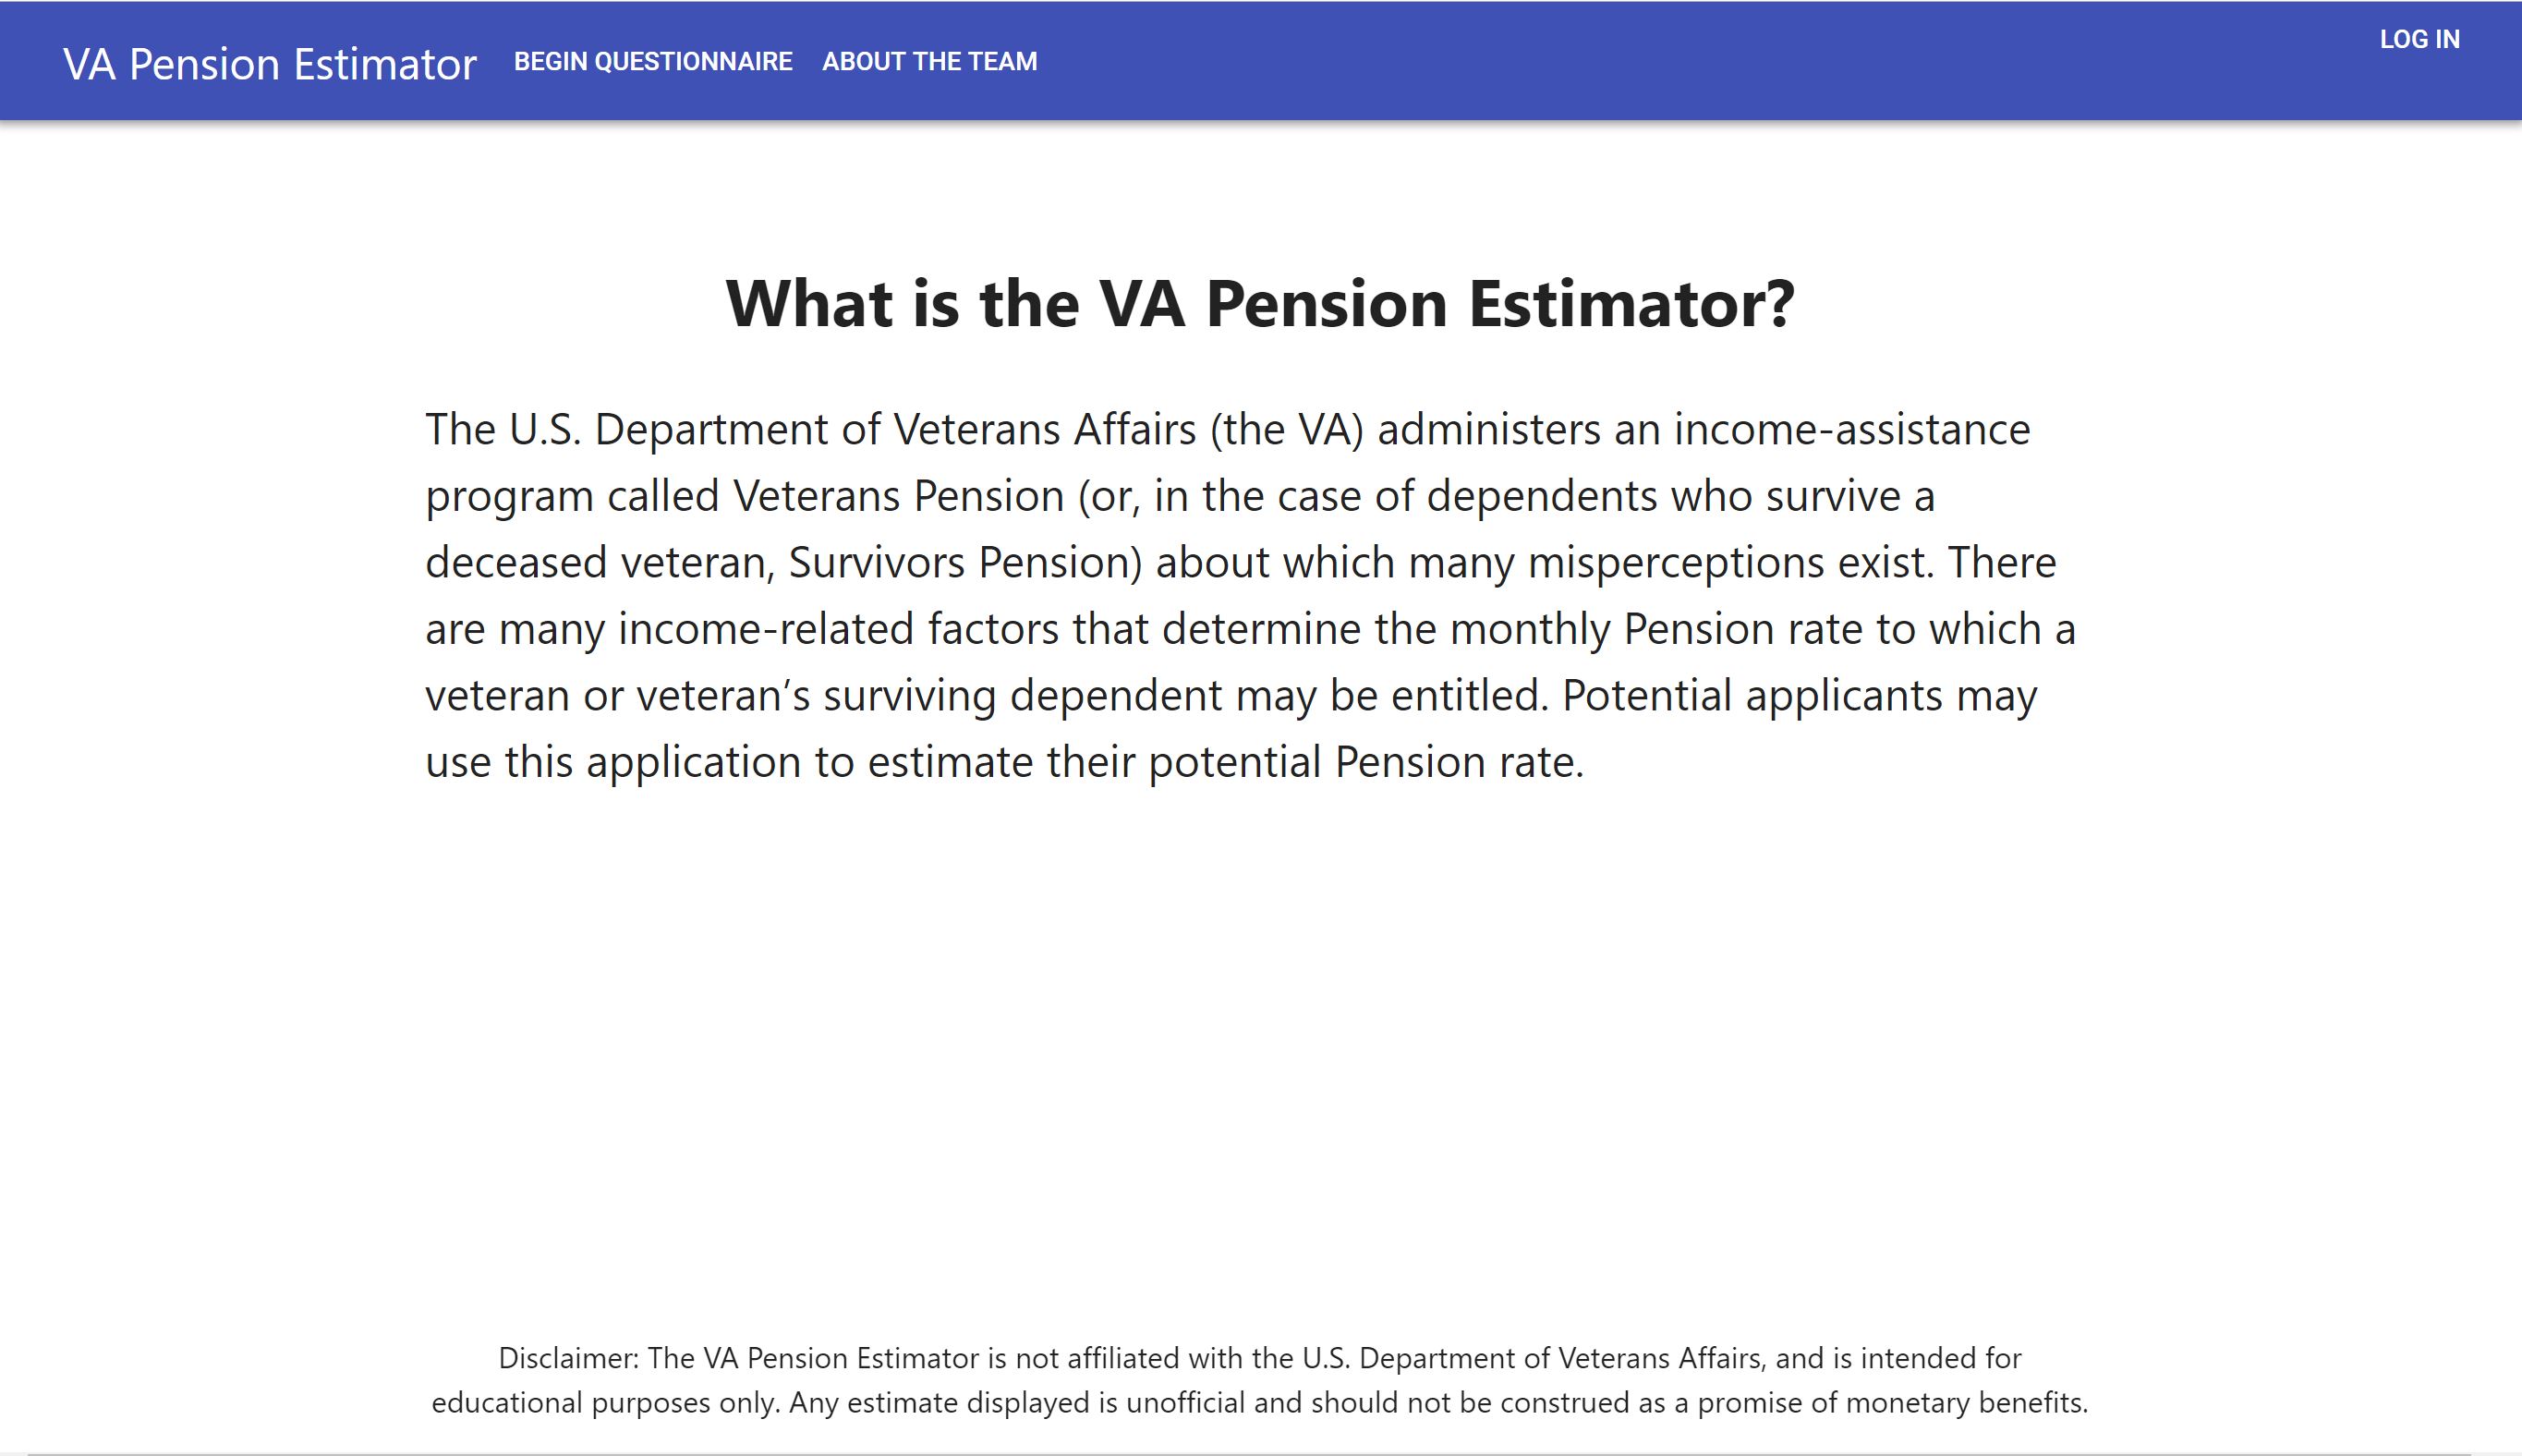 VA Pension Estimator BEGIN QUESTIONNAIRE ABOUT THE TEAM LOG IN
What is the VA Pension Estimator?
The U.S. Department of Veterans Affairs (the VA) administers an income-assistance
program called Veterans Pension (or, in the case of dependents who survive a
deceased veteran, Survivors Pension) about which many misperceptions exist. There
are many income-related factors that determine the monthly Pension rate to which a
veteran or veteran’s surviving dependent may be entitled. Potential applicants may
use this application to estimate their potential Pension rate.
Disclaimer: The VA Pension Estimator is not affiliated with the U.S. Department of Veterans Affairs, and is intended for
educational purposes only. Any estimate displayed is unofficial and should not be construed as a promise of monetary benefits.